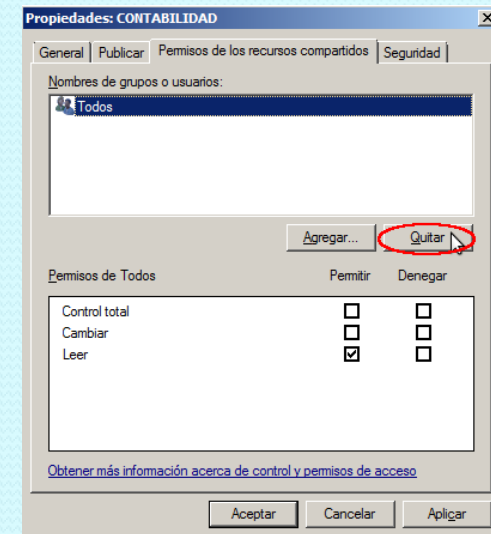 Propiedades: CONTABILIDAD
General Publicar Permisos de los recursos compartidos Seguridad
Nombres de grupos o usuarios:
Todos
Agregar... Quitar
Permisos de Todos Permitir Denegar
Control total
Cambiar
Leer
Obtener más información acerca de control y permisos de acceso
Aceptar Cancelar Aplicar